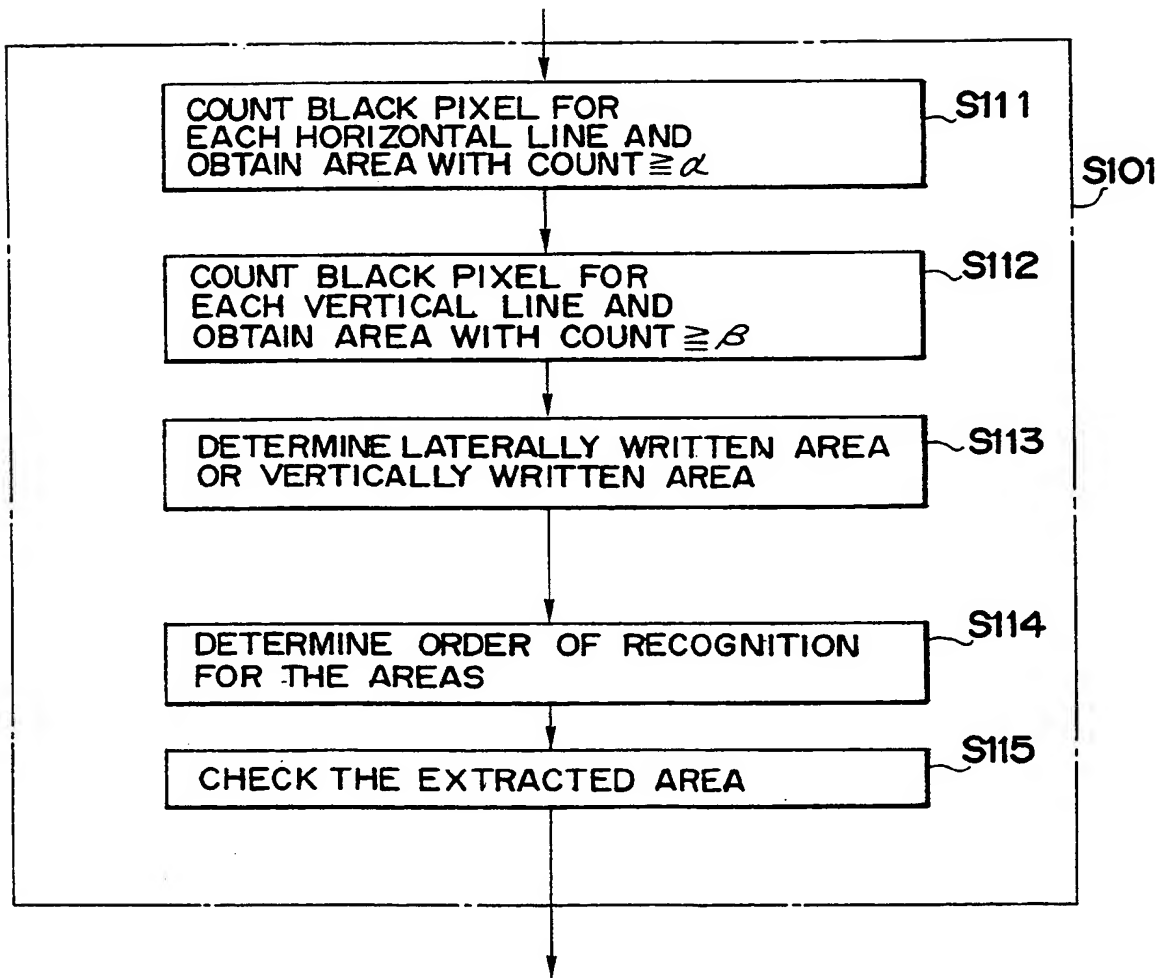 COUNT BLACK PIXEL FOR
EACH HORIZONTAL LINE AND
OBTAIN AREA WITH COUNT ≧ α
S111
S101
COUNT BLACK PIXEL FOR
EACH VERTICAL LINE AND
OBTAIN AREA WITH COUNT ≧ β
S112
DETERMINE LATERALLY WRITTEN AREA
OR VERTICALLY WRITTEN AREA
S113
DETERMINE ORDER OF RECOGNITION
FOR THE AREAS
S114
CHECK THE EXTRACTED AREA
S115